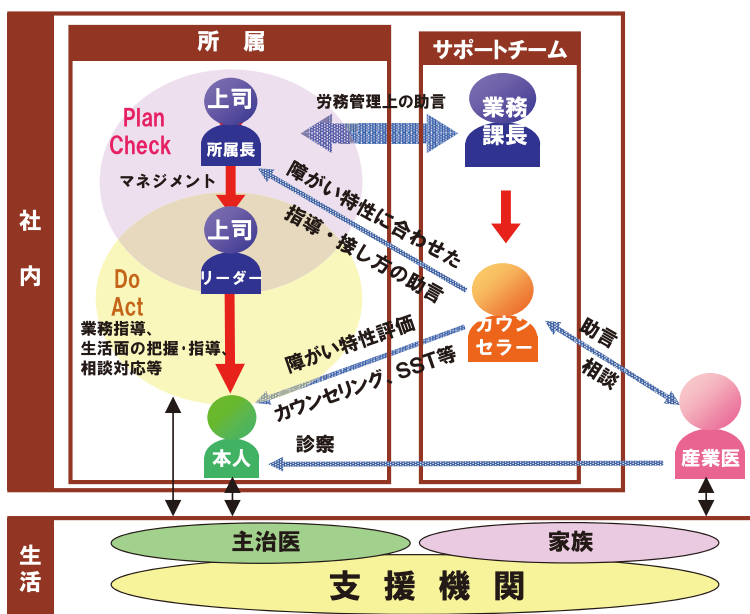 社内
所属
サポートチーム
Plan
Check
上司
所属長
労務管理上の助言
業務
課長
マネジメント
障がい特性に合わせた
指導・接し方の助言
上司
リーダー
Do
Act
業務指導、
生活面の把握・指導、
相談対応等
カウン
セラー
障がい特性評価
カウンセリング、SST等
助言
相談
本人
診察
産業医
生活
主治医
家族
支援機関